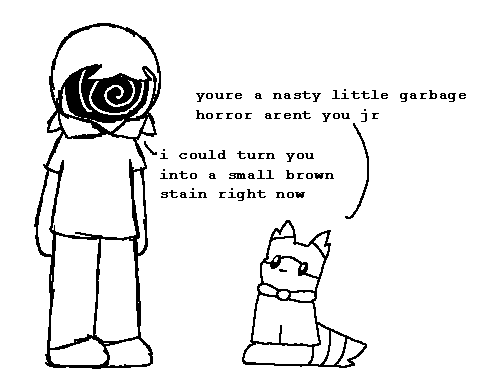 youre a nasty little garbage
horror arent you jr
i could turn you
into a small brown
stain right now